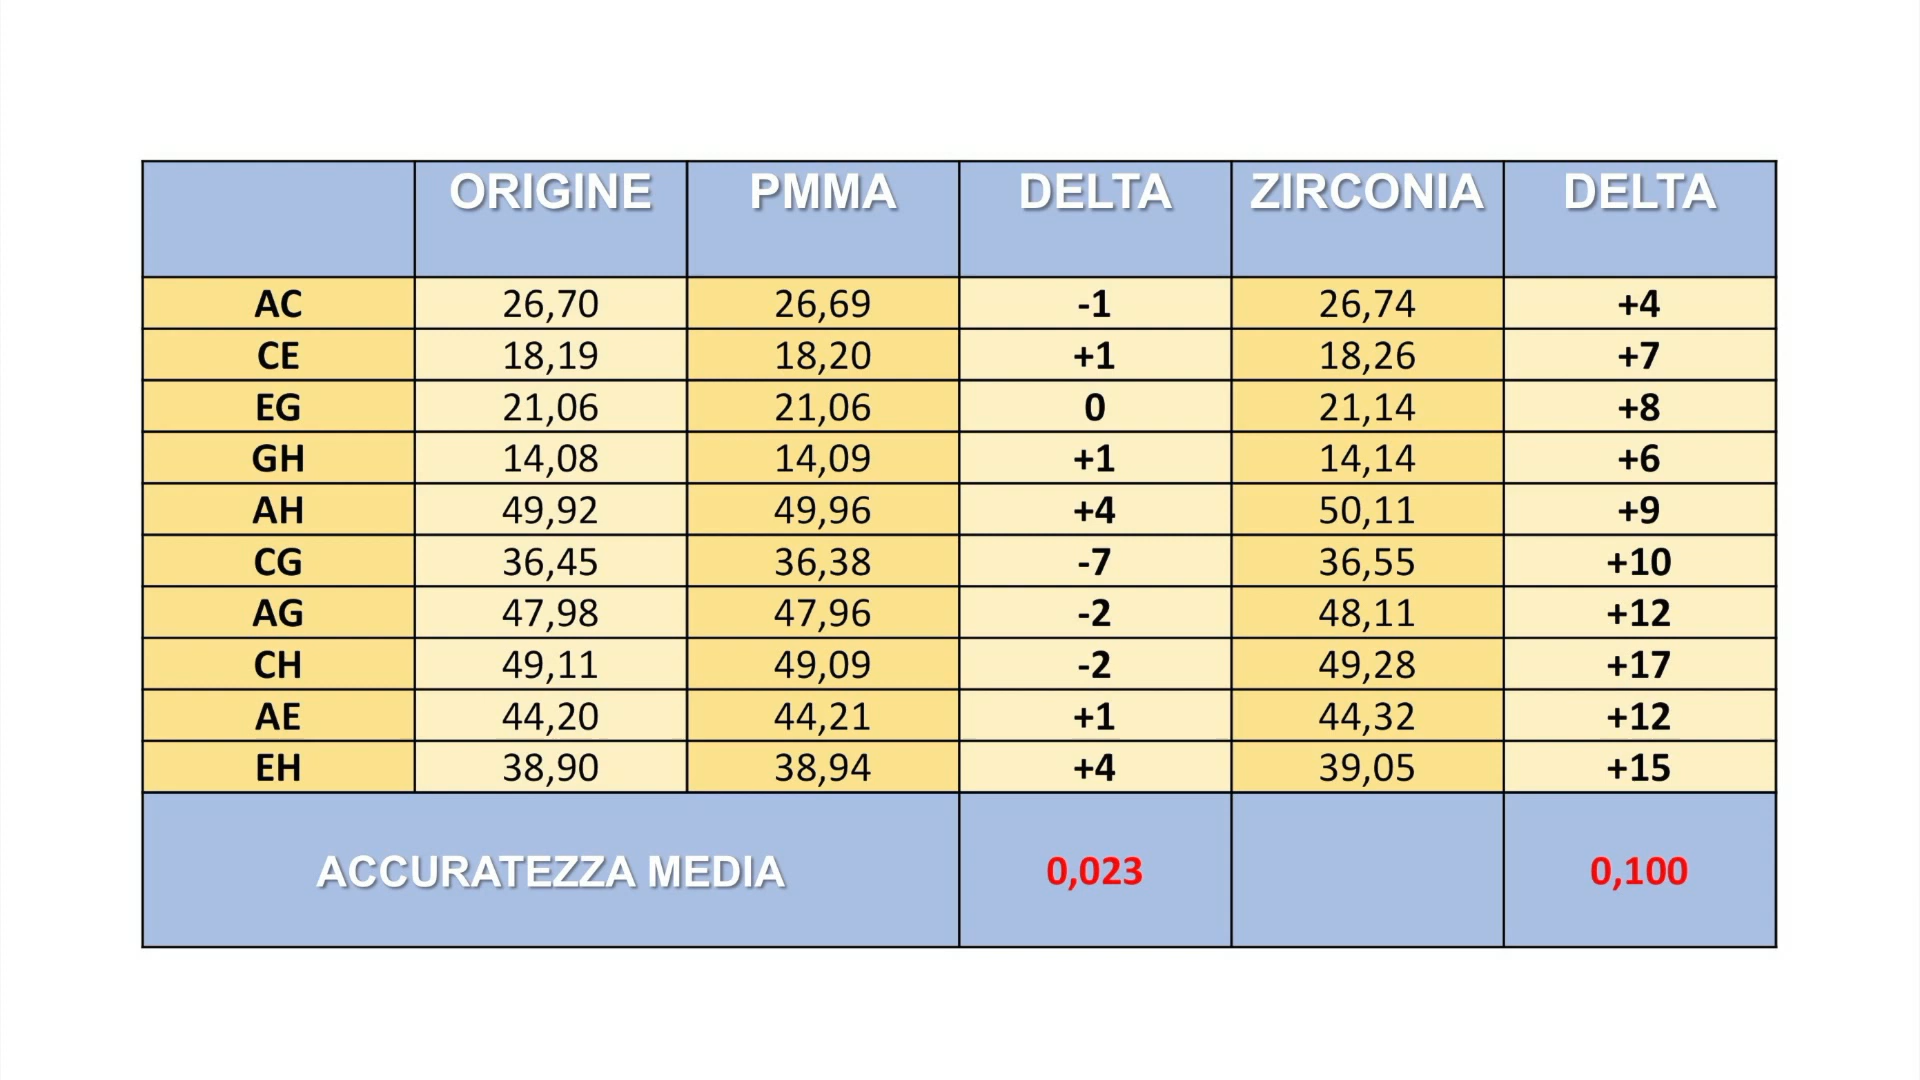 ORIGINE PMMA DELTA ZIRCONIA DELTA
AC 26,70 26,69 -1 26,74 +4
CE 18,19 18,20 +1 18,26 +7
EG 21,06 21,06 0 21,14 +8
GH 14,08 14,09 +1 14,14 +6
AH 49,92 49,96 +4 50,11 +9
CG 36,45 36,38 -7 36,55 +10
AG 47,98 47,96 -2 48,11 +12
CH 49,11 49,09 -2 49,28 +17
AE 44,20 44,21 +1 44,32 +12
EH 38,90 38,94 +4 39,05 +15
ACCURATEZZA MEDIA 0,023 0,100